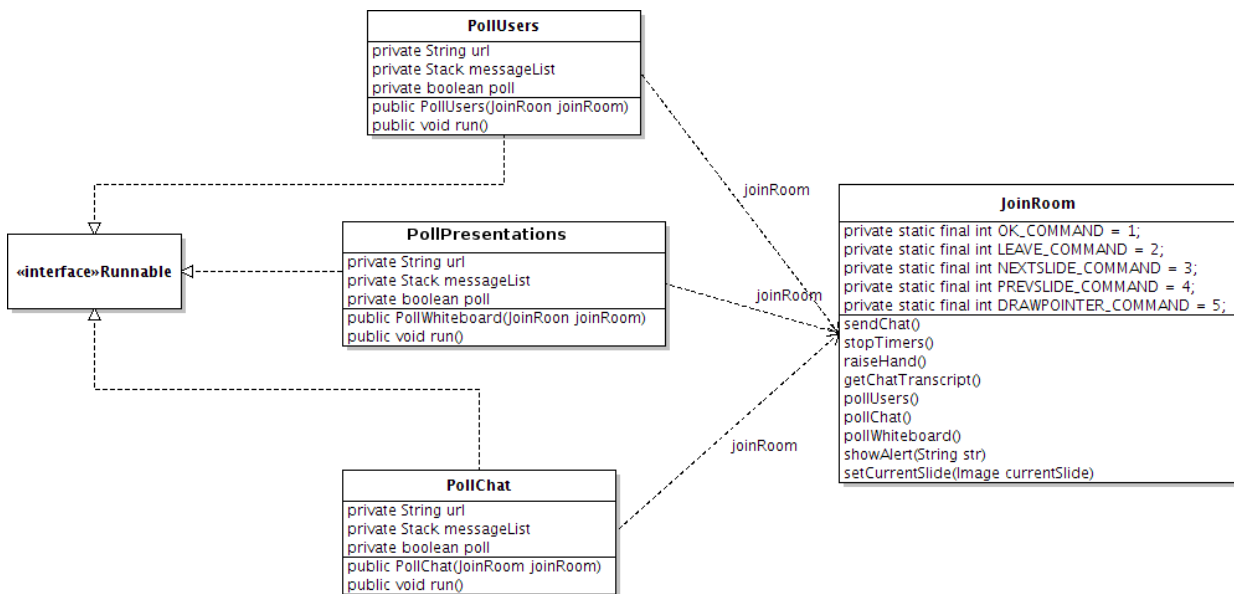 PollUsers
private String url
private Stack messageList
private boolean poll
public PollUsers(JoinRoon joinRoom)
public void run()
joinRoom
JoinRoom
private static final int OK_COMMAND = 1;
private static final int LEAVE_COMMAND = 2;
private static final int NEXTSLIDE_COMMAND = 3;
private static final int PREVSLIDE_COMMAND = 4;
private static final int DRAWPOINTER_COMMAND = 5;
sendChat()
stopTimers()
raiseHand()
getChatTranscript()
pollUsers()
pollChat()
pollWhiteboard()
showAlert(String str)
setCurrentSlide(Image currentSlide)
«interface»Runnable
PollPresentations
private String url
private Stack messageList
private boolean poll
public PollWhiteboard(JoinRoon joinRoom)
public void run()
joinRoom
joinRoom
PollChat
private String url
private Stack messageList
private boolean poll
public PollChat(JoinRoom joinRoom)
public void run()